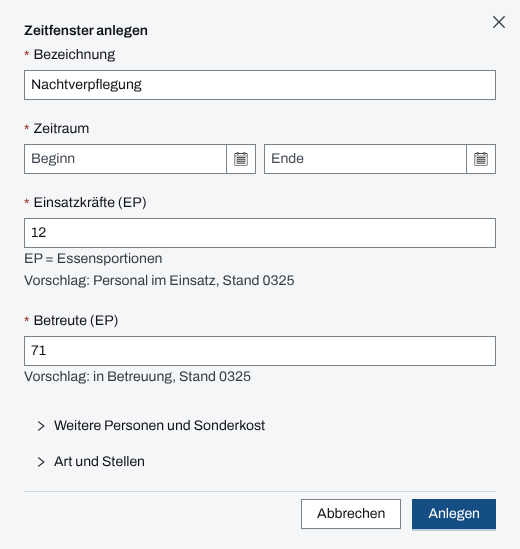 Zeitfenster anlegen
* Bezeichnung
Nachtverpflegung
* Zeitraum
Beginn Ende
* Einsatzkräfte (EP)
12
EP = Essensportionen
Vorschlag: Personal im Einsatz, Stand 0325
* Betreute (EP)
71
Vorschlag: in Betreuung, Stand 0325
Weitere Personen und Sonderkost
Art und Stellen
Abbrechen Anlegen